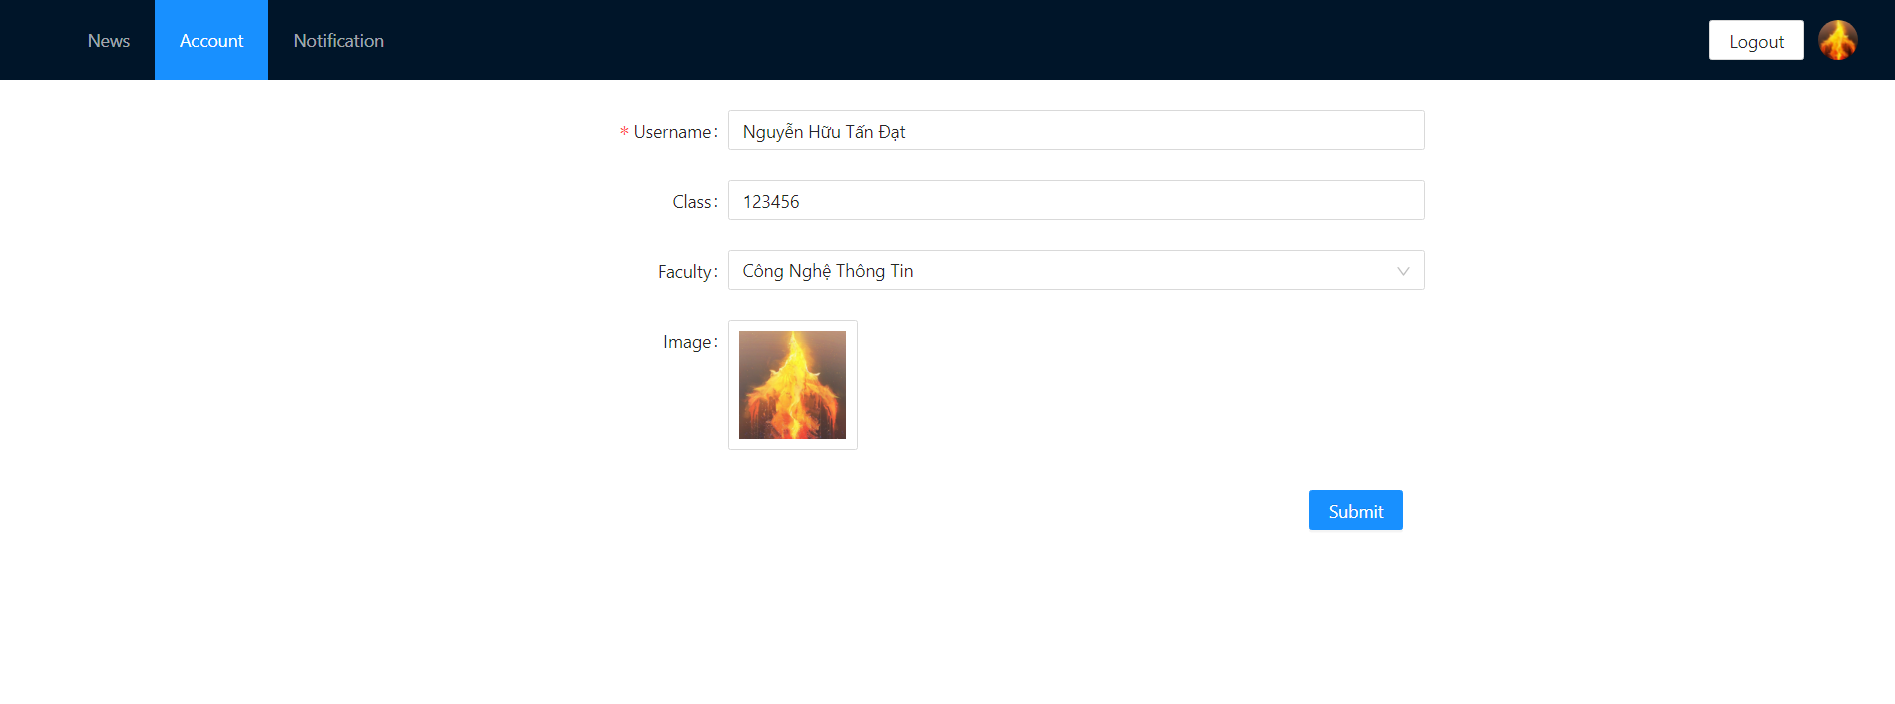 News Account Notification Logout
* Username: Nguyễn Hữu Tấn Đạt
Class: 123456
Faculty: Công Nghệ Thông Tin
Image:
Submit